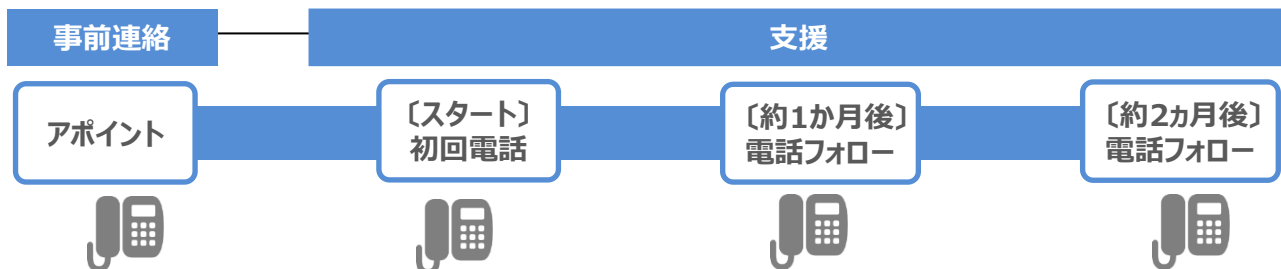 事前連絡
支援
アポイント
〔スタート〕
初回電話
〔約1か月後〕
電話フォロー
〔約2ヵ月後〕
電話フォロー